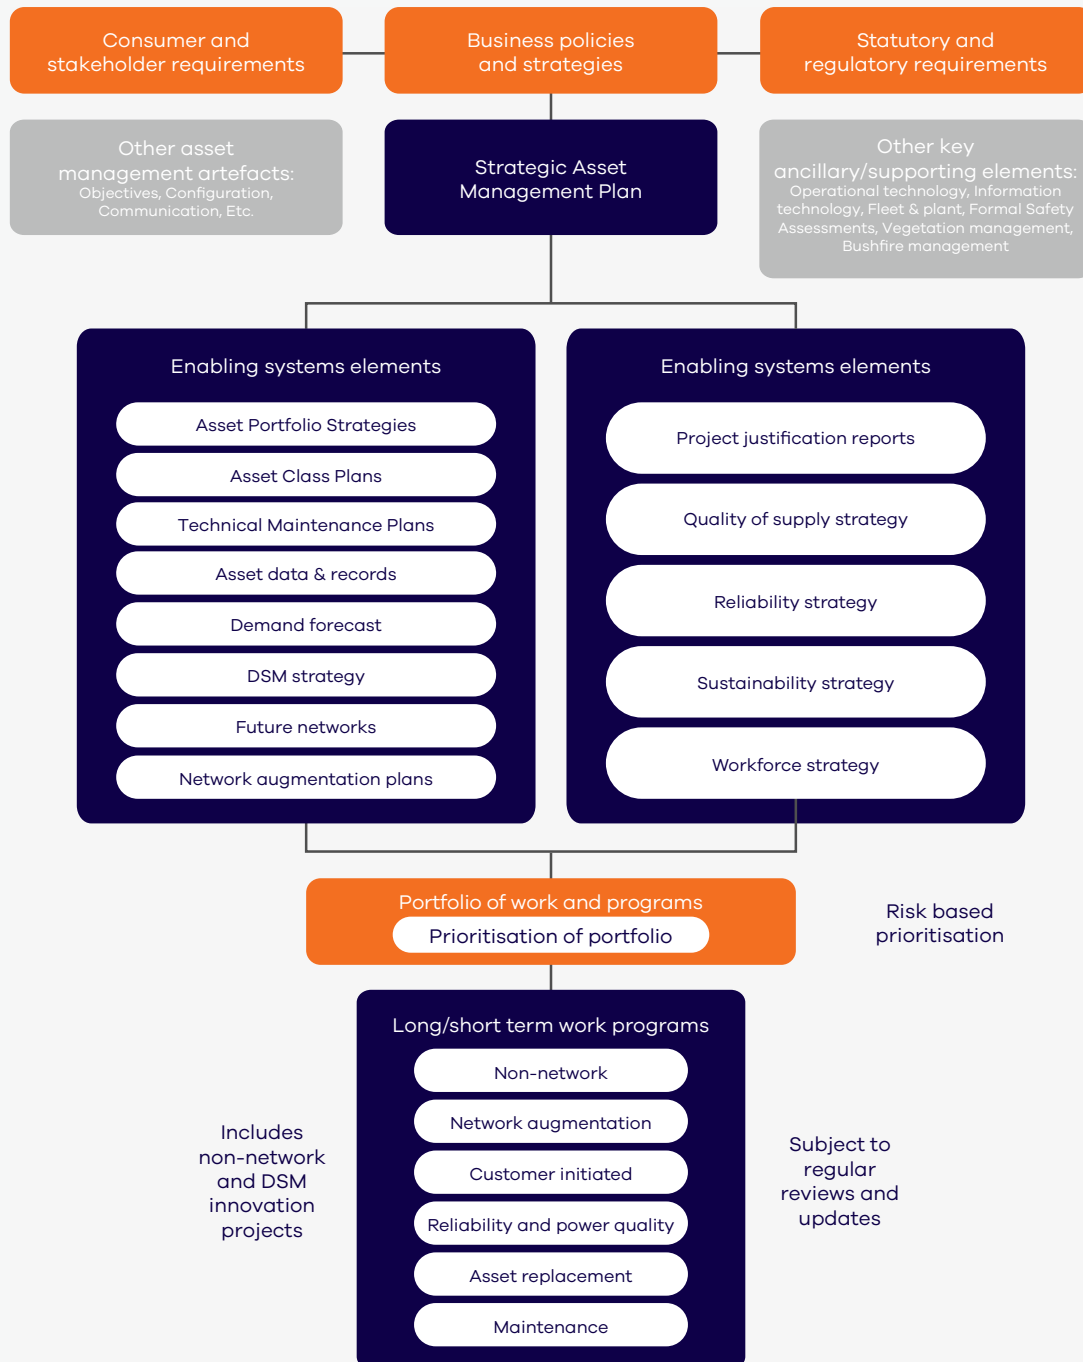 Consumer and
stakeholder requirements
Business policies
and strategies
Statutory and
regulatory requirements
Other asset
management artefacts:
Objectives, Configuration,
Communication, Etc.
Strategic Asset
Management Plan
Other key
ancillary/supporting elements:
Operational technology, Information
technology, Fleet & plant, Formal Safety
Assessments, Vegetation management,
Bushfire management
Enabling systems elements
Asset Portfolio Strategies
Asset Class Plans
Technical Maintenance Plans
Asset data & records
Demand forecast
DSM strategy
Future networks
Network augmentation plans
Enabling systems elements
Project justification reports
Quality of supply strategy
Reliability strategy
Sustainability strategy
Workforce strategy
Portfolio of work and programs
Prioritisation of portfolio
Risk based
prioritisation
Long/short term work programs
Non-network
Network augmentation
Customer initiated
Reliability and power quality
Asset replacement
Maintenance
Includes
non-network
and DSM
innovation
projects
Subject to
regular
reviews and
updates